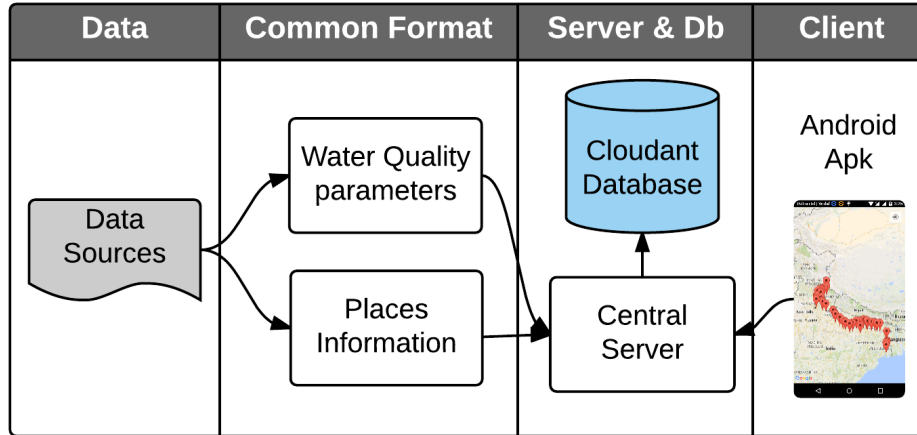 Data
Common Format
Server & Db
Client
Data
Sources
Water Quality
parameters
Places
Information
Cloudant
Database
Central
Server
Android
Apk